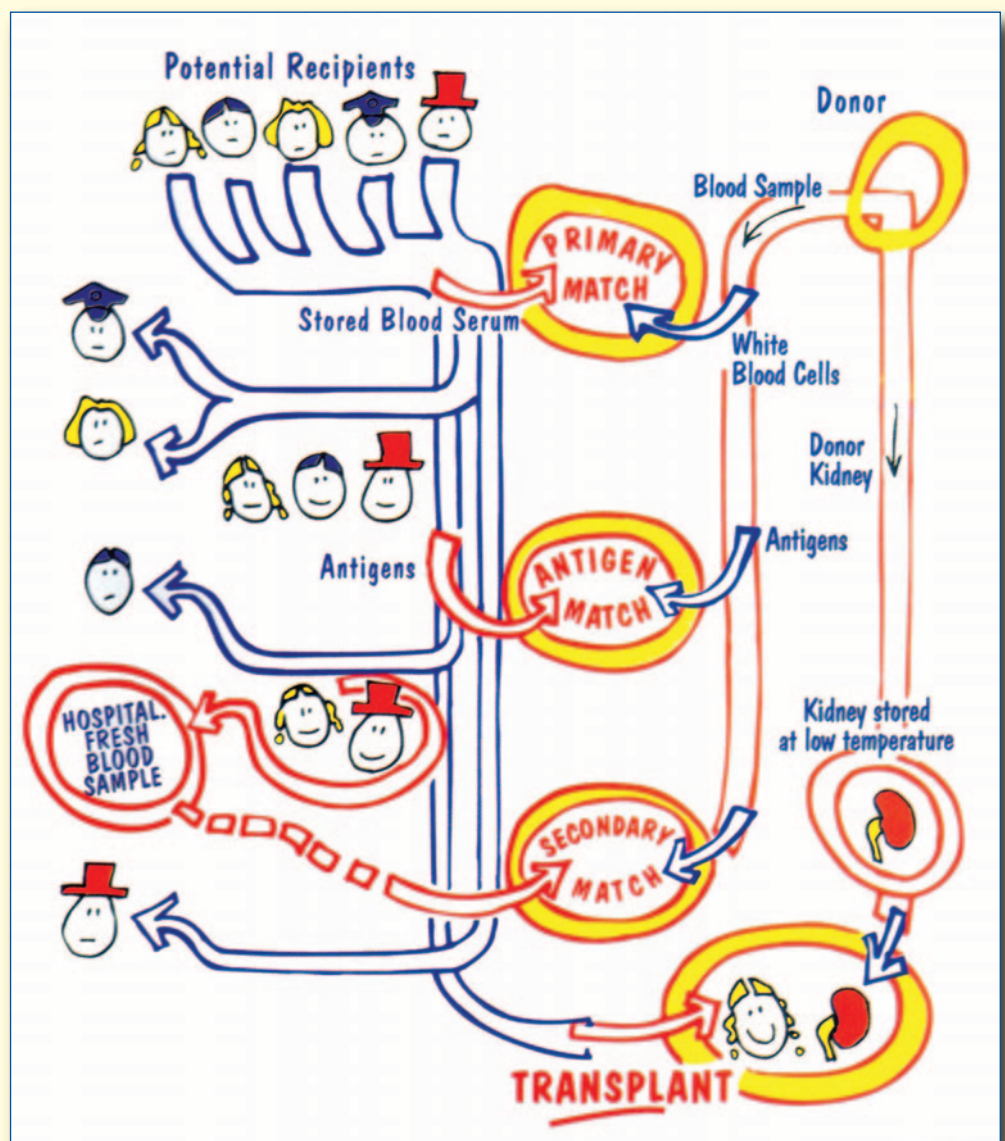 Potential Recipients
Donor
Blood Sample
PRIMARY
MATCH
Stored Blood Serum
White
Blood Cells
Donor
Kidney
Antigens
ANTIGEN
MATCH
Antigens
HOSPITAL.
FRESH
BLOOD
SAMPLE
Kidney stored
at low temperature
SECONDARY
MATCH
TRANSPLANT